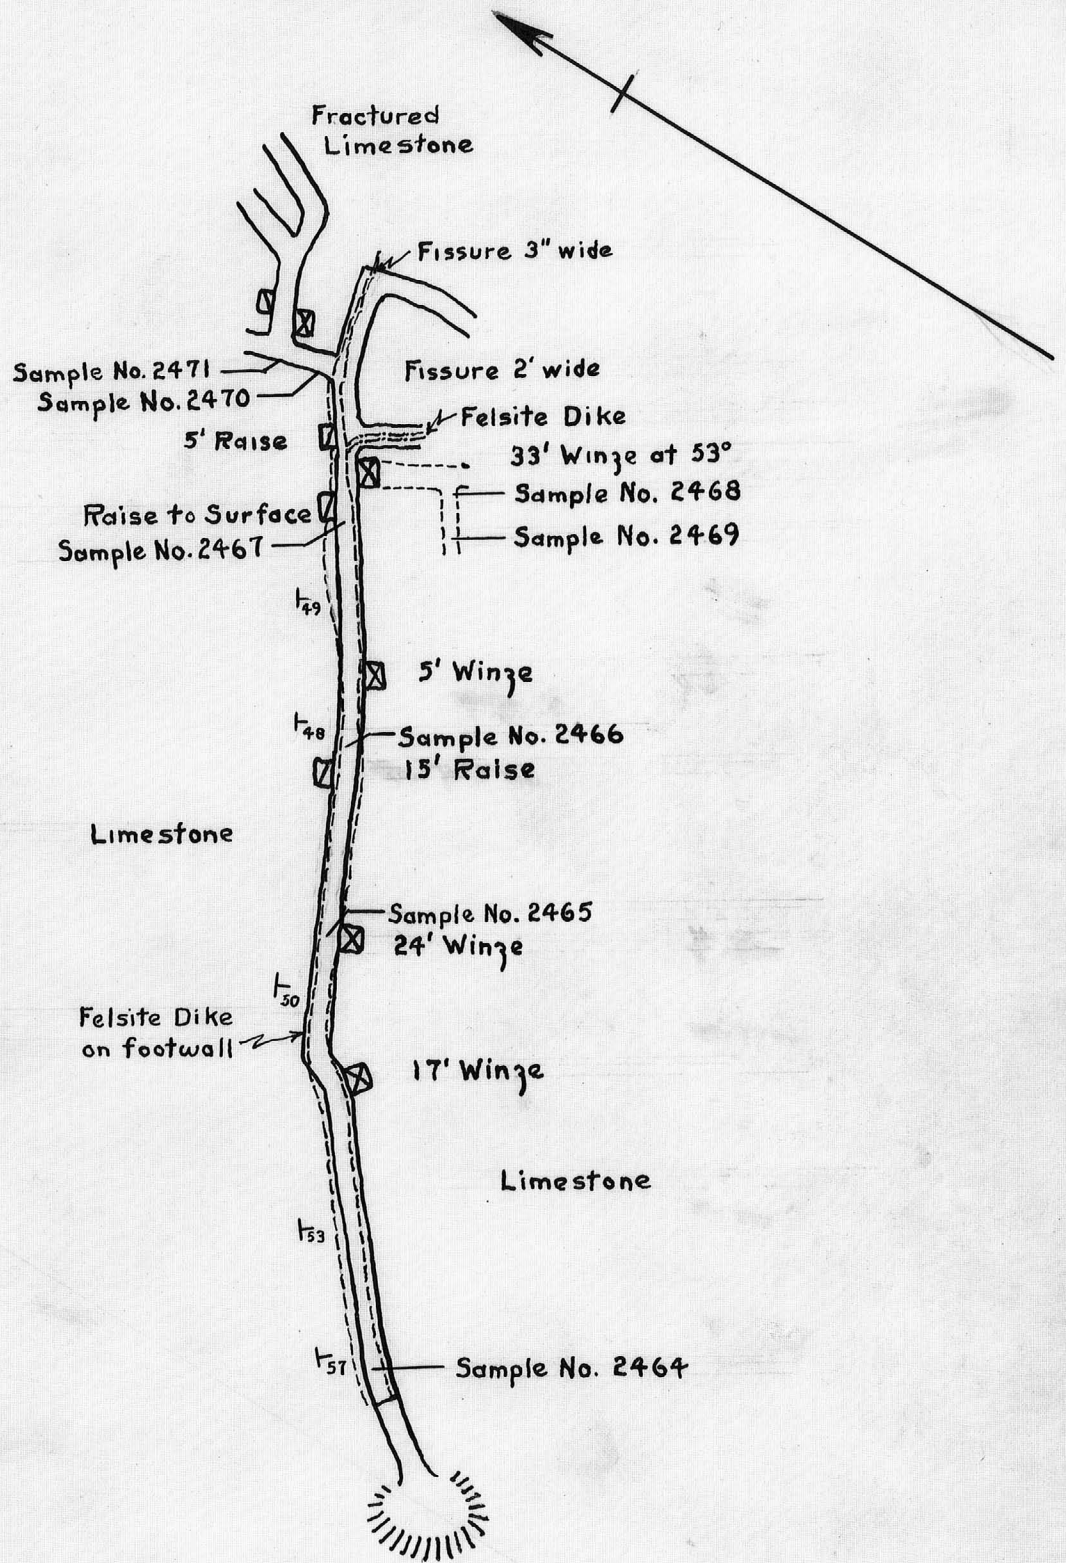 Fractured
Limestone
Fissure 3" wide
Sample No. 2471
Fissure 2' wide
Sample No. 2470
Felsite Dike
5' Raise
33' Winze at 53°
Sample No. 2468
Raise to Surface
Sample No. 2469
Sample No. 2467
49
5' Winze
48
Sample No. 2466
15' Raise
Limestone
Sample No. 2465
24' Winze
50
Felsite Dike
on footwall
17' Winze
Limestone
53
57
Sample No. 2464